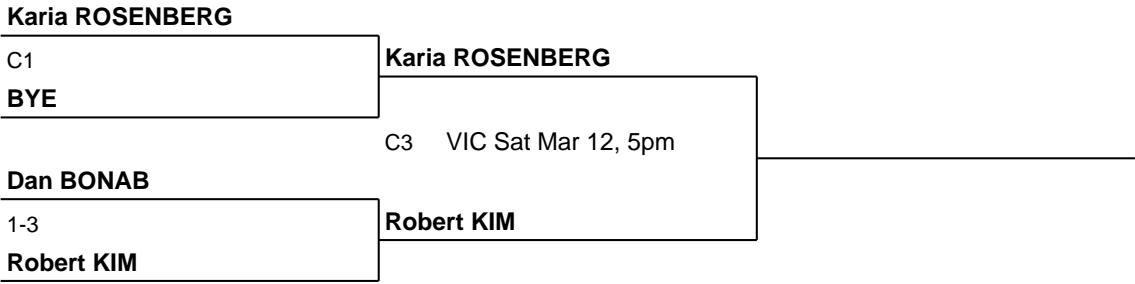 Karia ROSENBERG
C1
Karia ROSENBERG
BYE
C3 VIC Sat Mar 12, 5pm
Dan BONAB
1-3
Robert KIM
Robert KIM